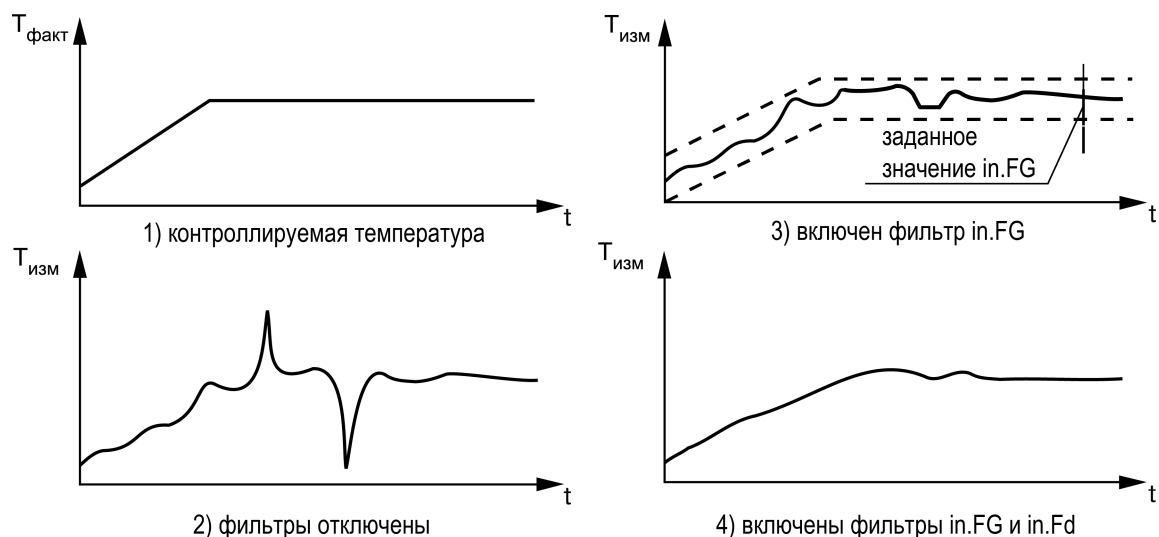 Tфакт
t
1) контроллируемая температура
Tизм
заданное
значение in.FG
t
3) включен фильтр in.FG
Tизм
t
2) фильтры отключены
Tизм
t
4) включены фильтры in.FG и in.Fd